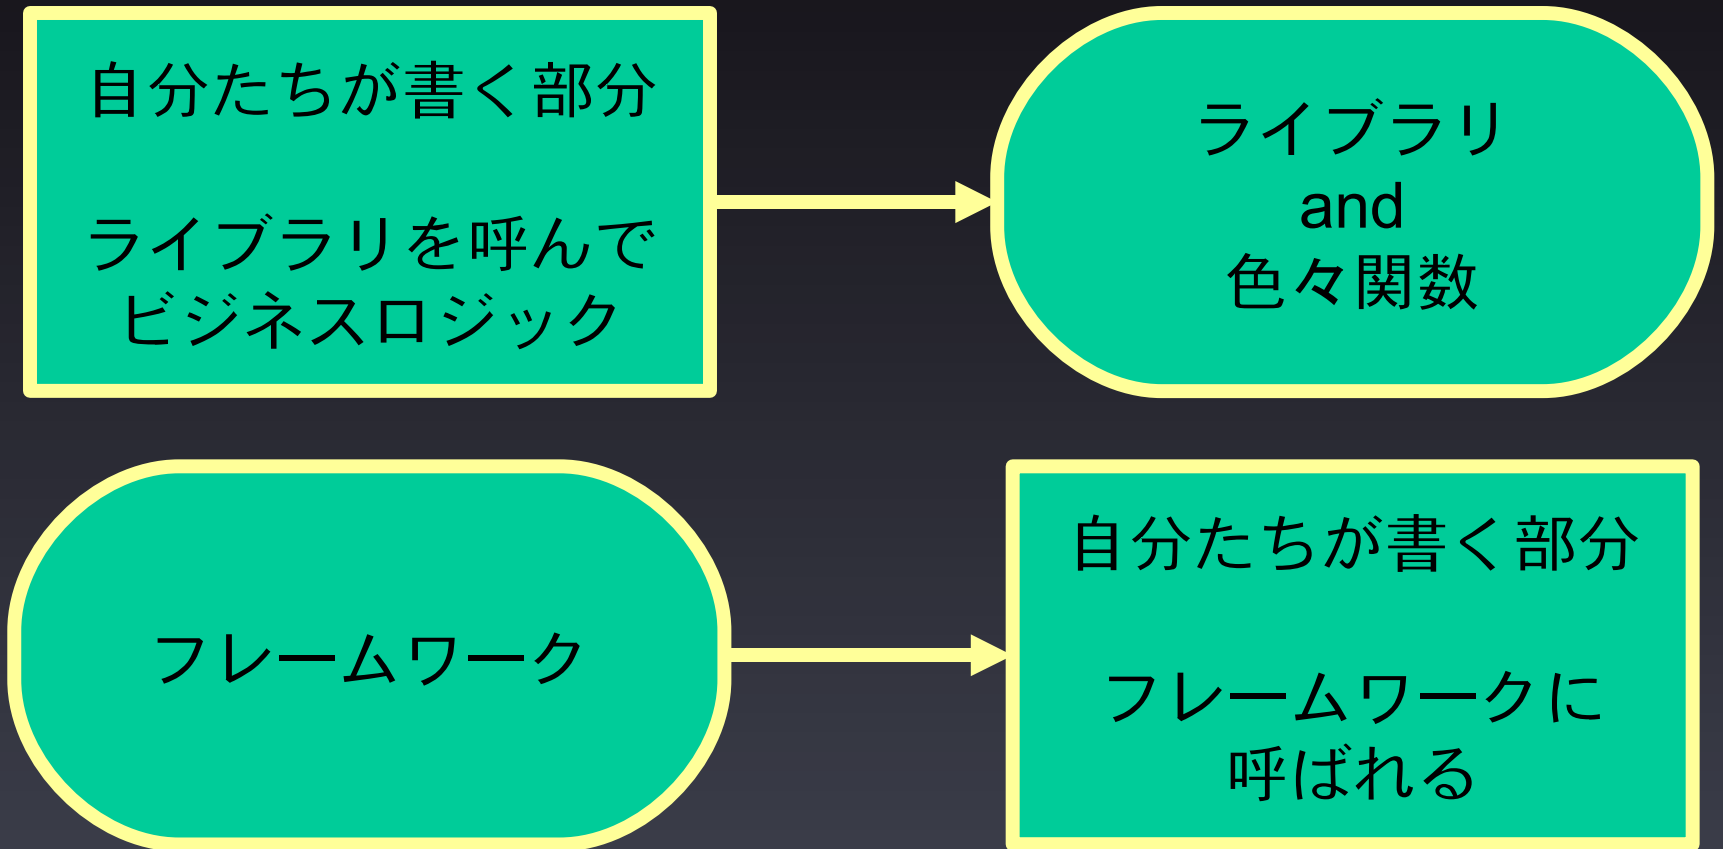 自分たちが書く部分
ライブラリを呼んで
ビジネスロジック
ライブラリ
and
色々関数
フレームワーク
自分たちが書く部分
フレームワークに
呼ばれる